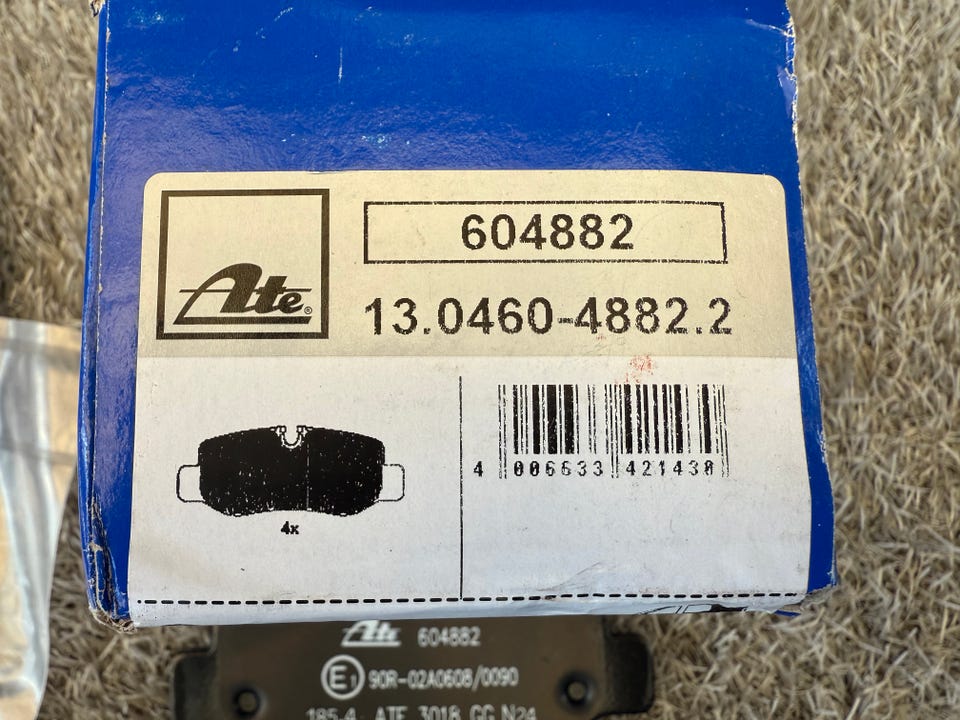 Ate®
604882
13.0460-4882.2
4x
4 006633 421430
Ate 604882
E1 90R-02A0608/0090
185-4 ATE 3018 GG N24